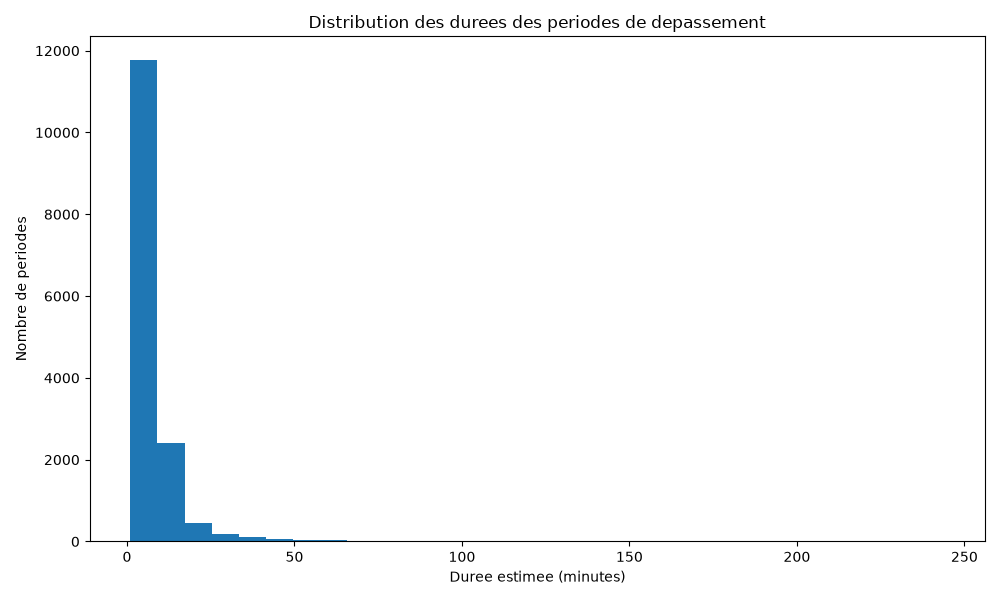 Distribution des durees des periodes de depassement
12000
10000
8000
6000
4000
2000
0
Nombre de periodes
0 50 100 150 200 250
Duree estimee (minutes)